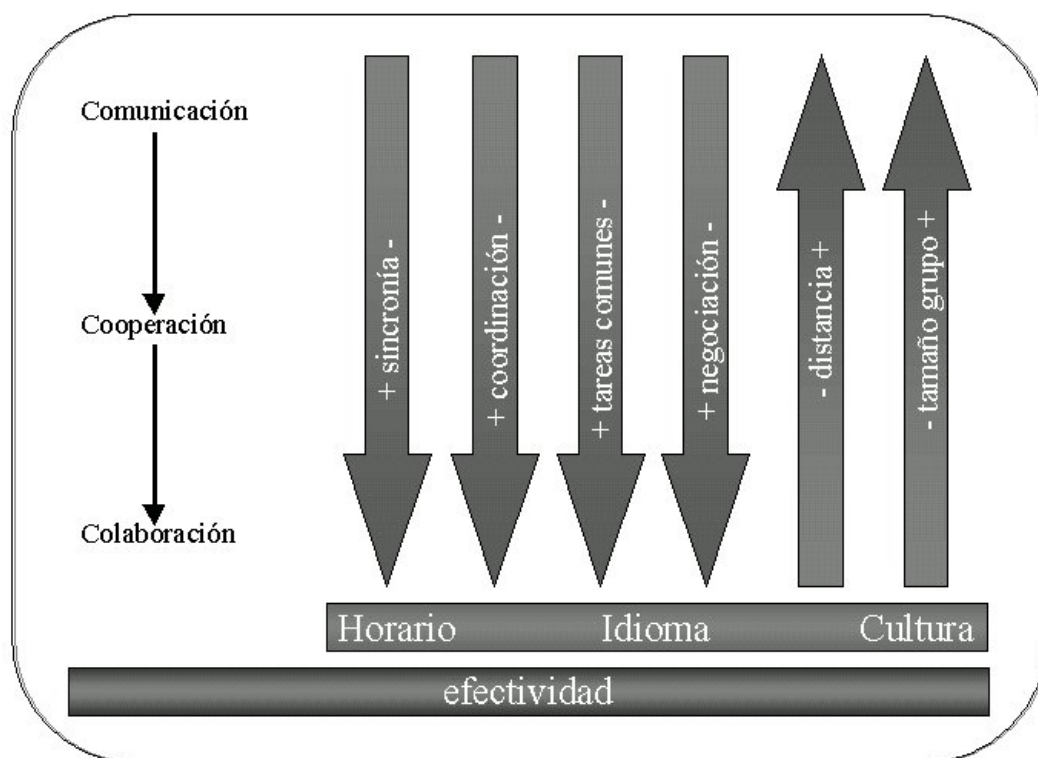 Comunicación
Cooperación
Colaboración
+ sincronía -
+ coordinación -
+ tareas comunes -
+ negociación -
- distancia +
- tamaño grupo +
Horario Idioma Cultura
efectividad